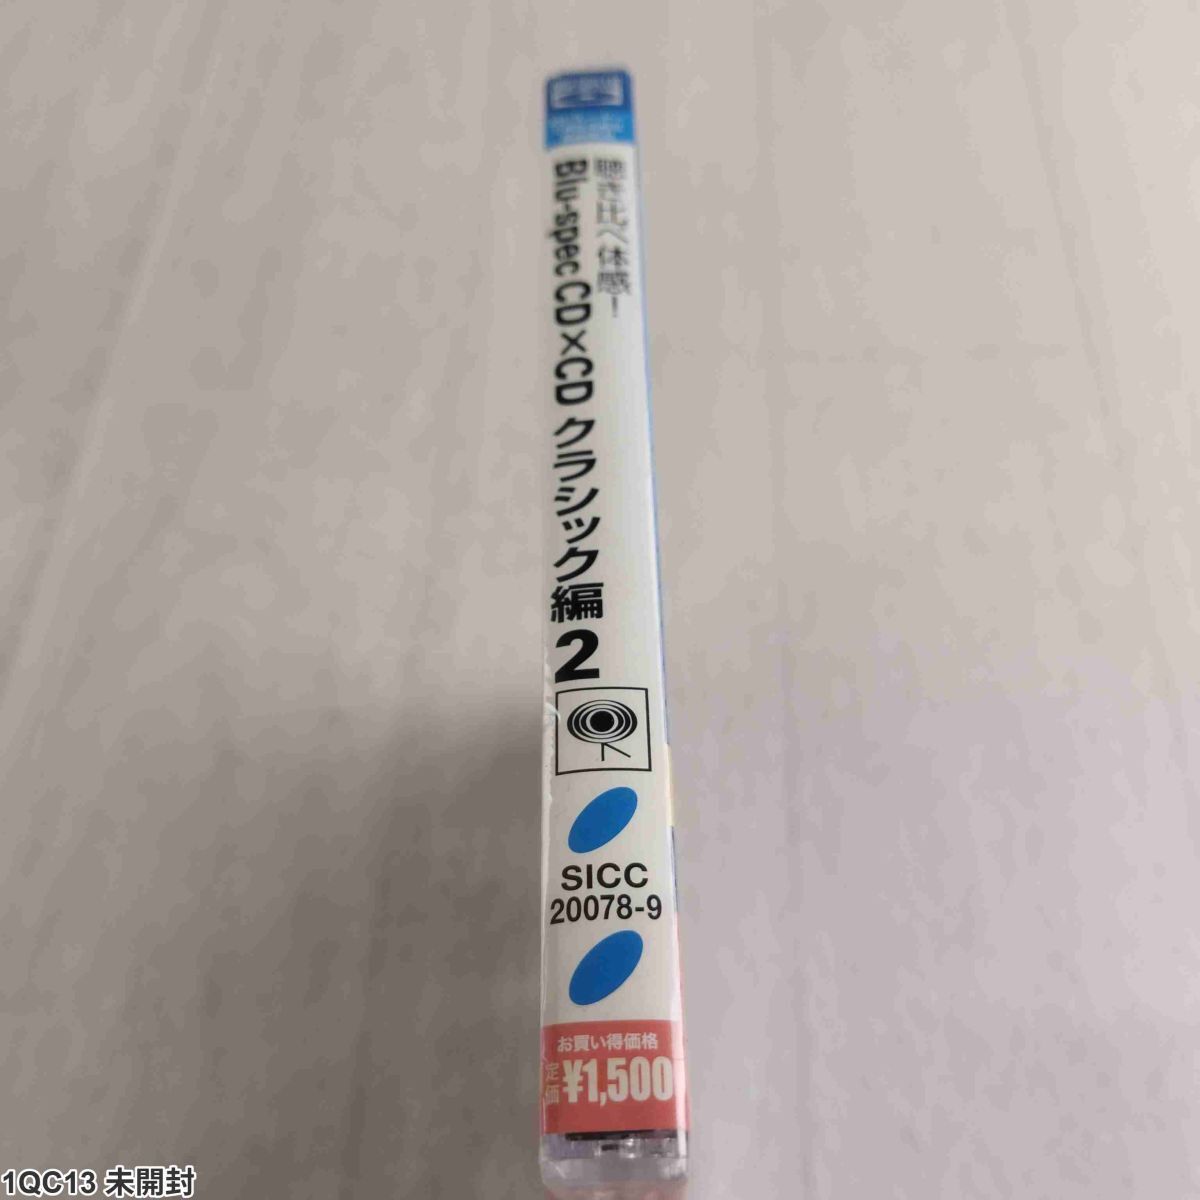 聴き比べ体感！
Blu-spec CD×CD クラシック編 2
SICC
20078-9
お買い得価格
定価 ¥1,500
1QC13 未開封